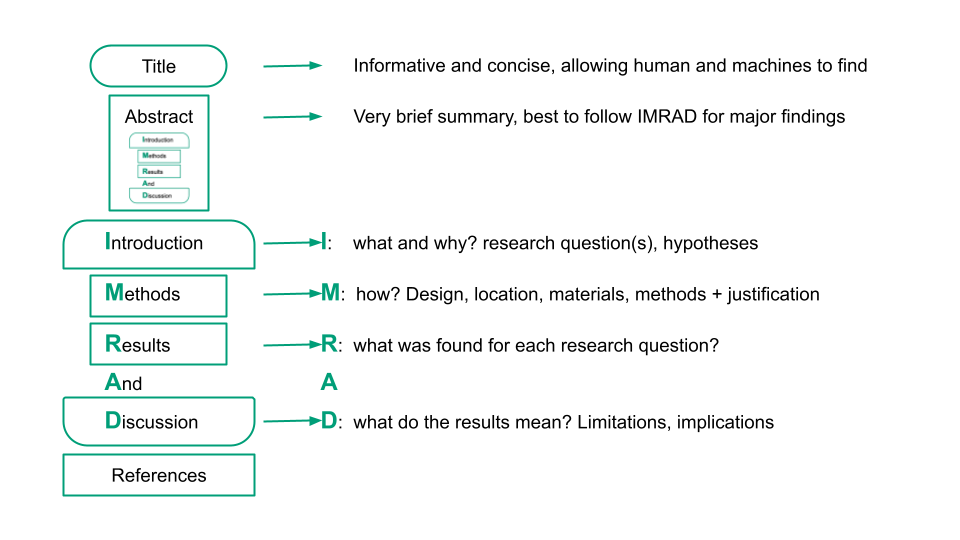 Title
Informative and concise, allowing human and machines to find
Abstract
Very brief summary, best to follow IMRAD for major findings
Introduction
Methods
Results
And
Discussion
Introduction
I: what and why? research question(s), hypotheses
Methods
M: how? Design, location, materials, methods + justification
Results
R: what was found for each research question?
And
A
Discussion
D: what do the results mean? Limitations, implications
References